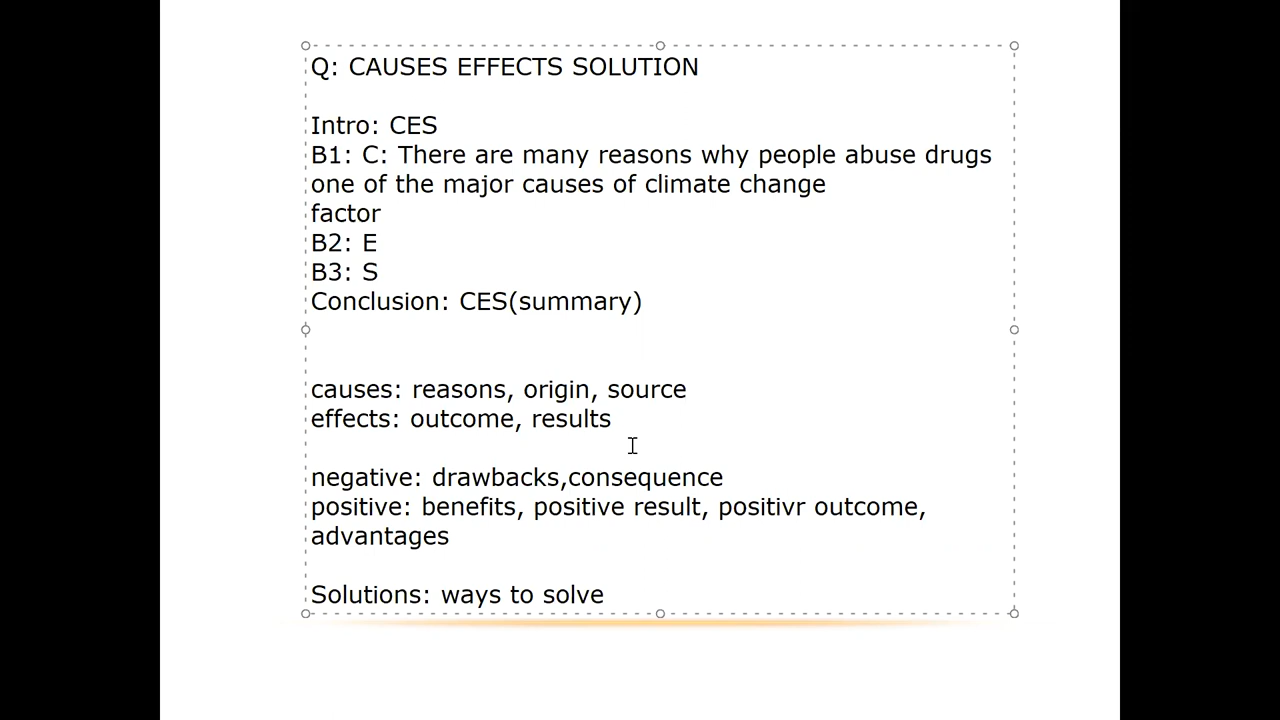 Q: CAUSES EFFECTS SOLUTION
Intro: CES
B1: C: There are many reasons why people abuse drugs
one of the major causes of climate change
factor
B2: E
B3: S
Conclusion: CES(summary)
causes: reasons, origin, source
effects: outcome, results
negative: drawbacks,consequence
positive: benefits, positive result, positivr outcome,
advantages
Solutions: ways to solve